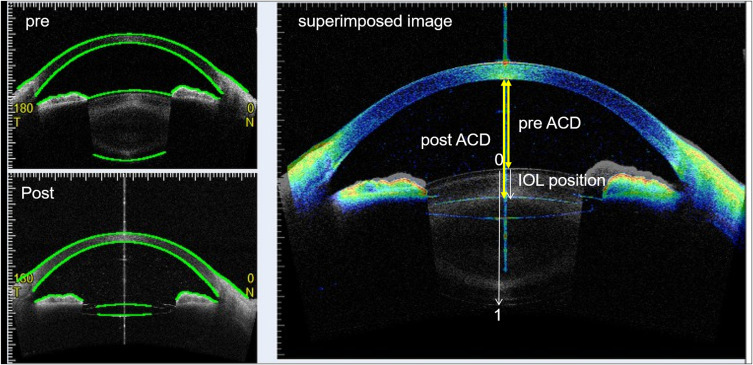 pre
180
T
0
N
Post
180
T
0
N
superimposed image
post ACD
pre ACD
0
IOL position
1